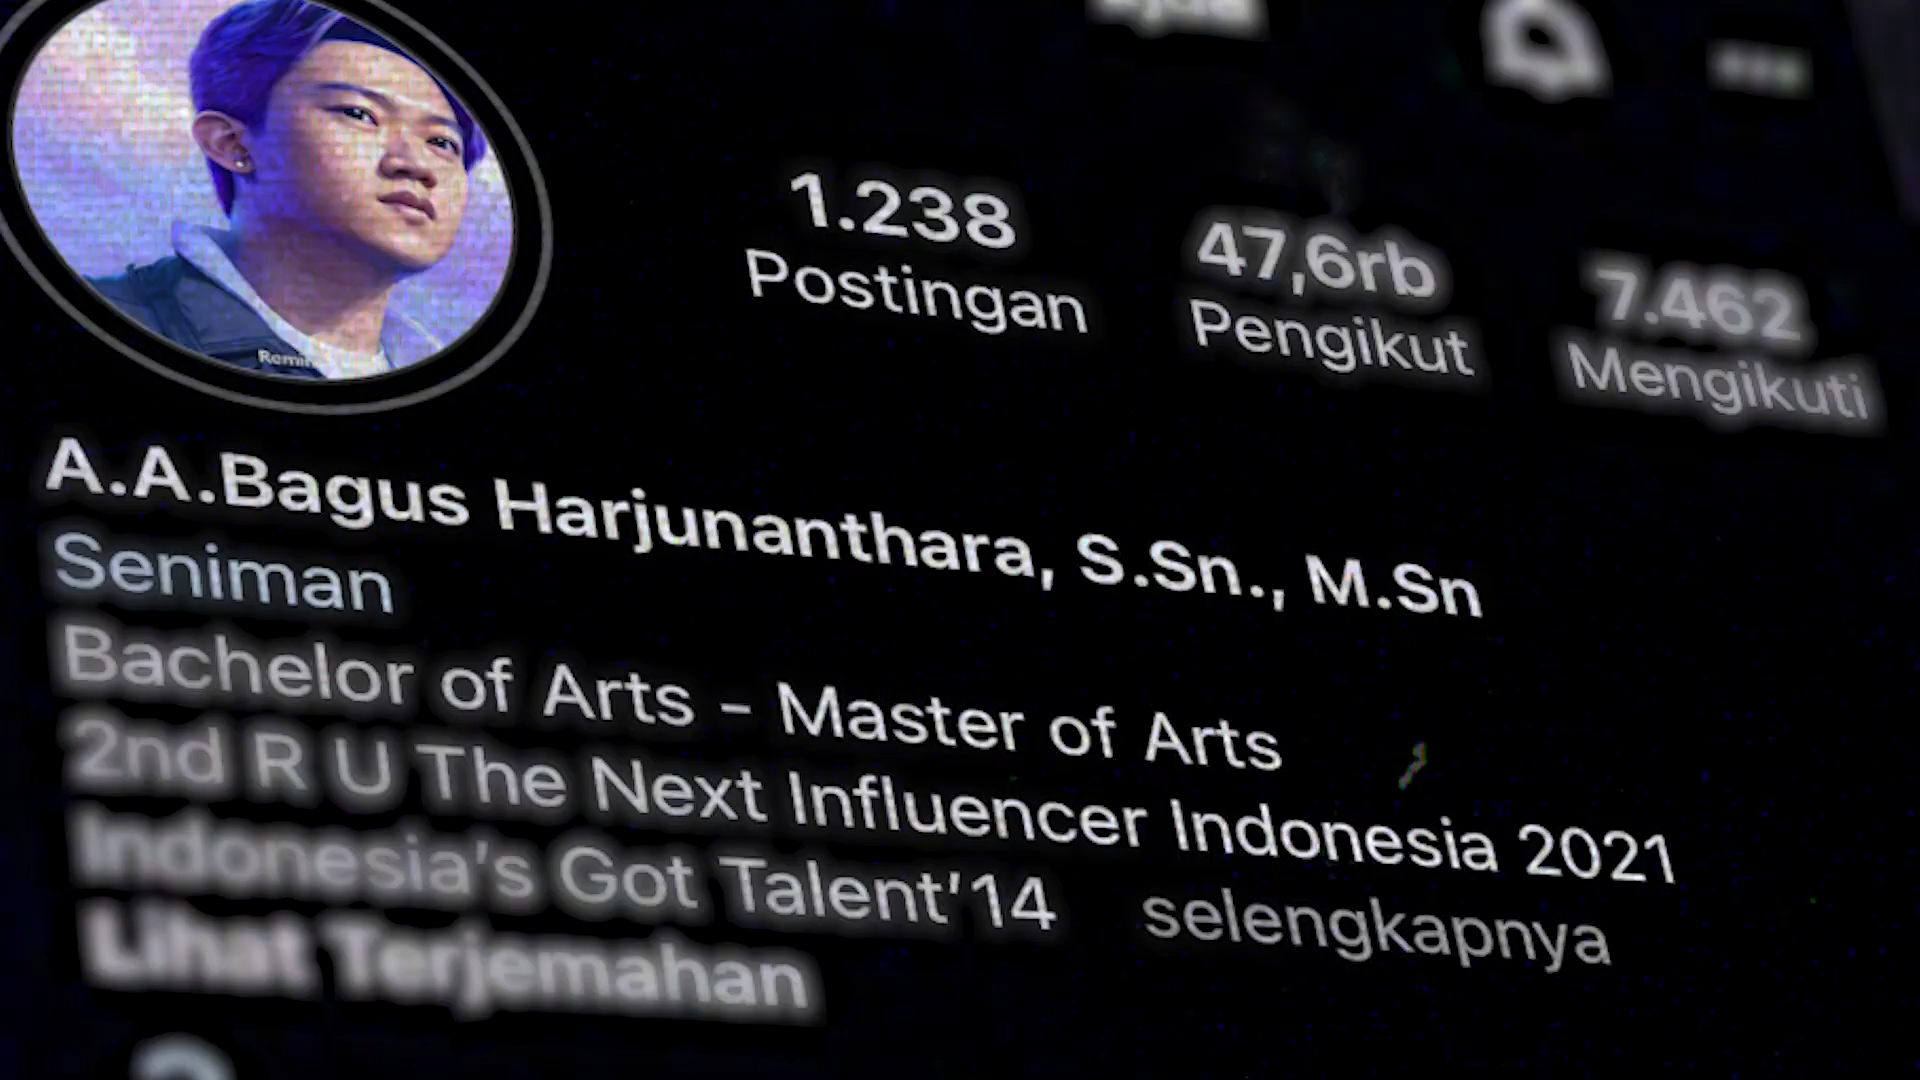 1.238
Postingan
47,6rb
Pengikut
7.462
Mengikuti
A.A.Bagus Harjunanthara, S.Sn., M.Sn
Seniman
Bachelor of Arts - Master of Arts
2nd R U The Next Influencer Indonesia 2021
Indonesia's Got Talent'14 selengkapnya
Lihat Terjemahan